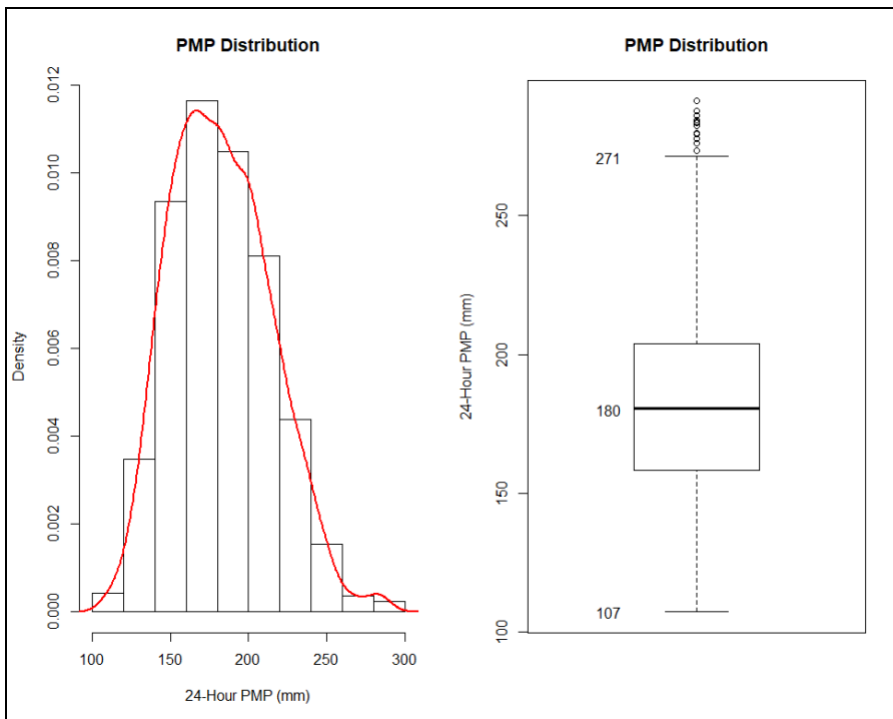 PMP Distribution
0.012
0.010
0.008
0.006
0.004
0.002
0.000
Density
100 150 200 250 300
24-Hour PMP (mm)
PMP Distribution
271
180
107
250
200
150
100
24-Hour PMP (mm)